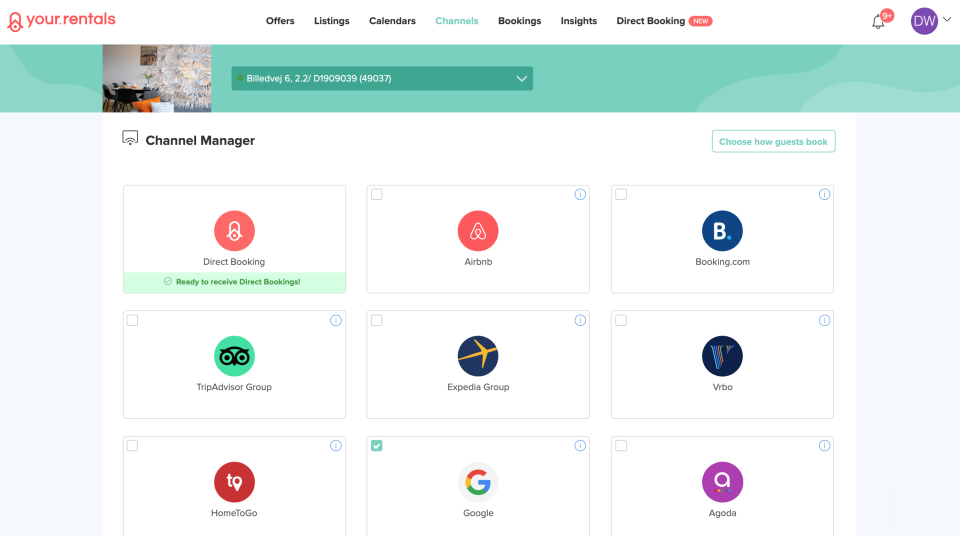 your.rentals
Offers Listings Calendars Channels Bookings Insights Direct Booking NEW
9+
DW
Billedvej 6, 2.2/ D1909039 (49037)
Channel Manager
Choose how guests book
Direct Booking
Ready to receive Direct Bookings!
Airbnb
B.
Booking.com
TripAdvisor Group
Expedia Group
V
Vrbo
to
HomeToGo
G
Google
a
Agoda